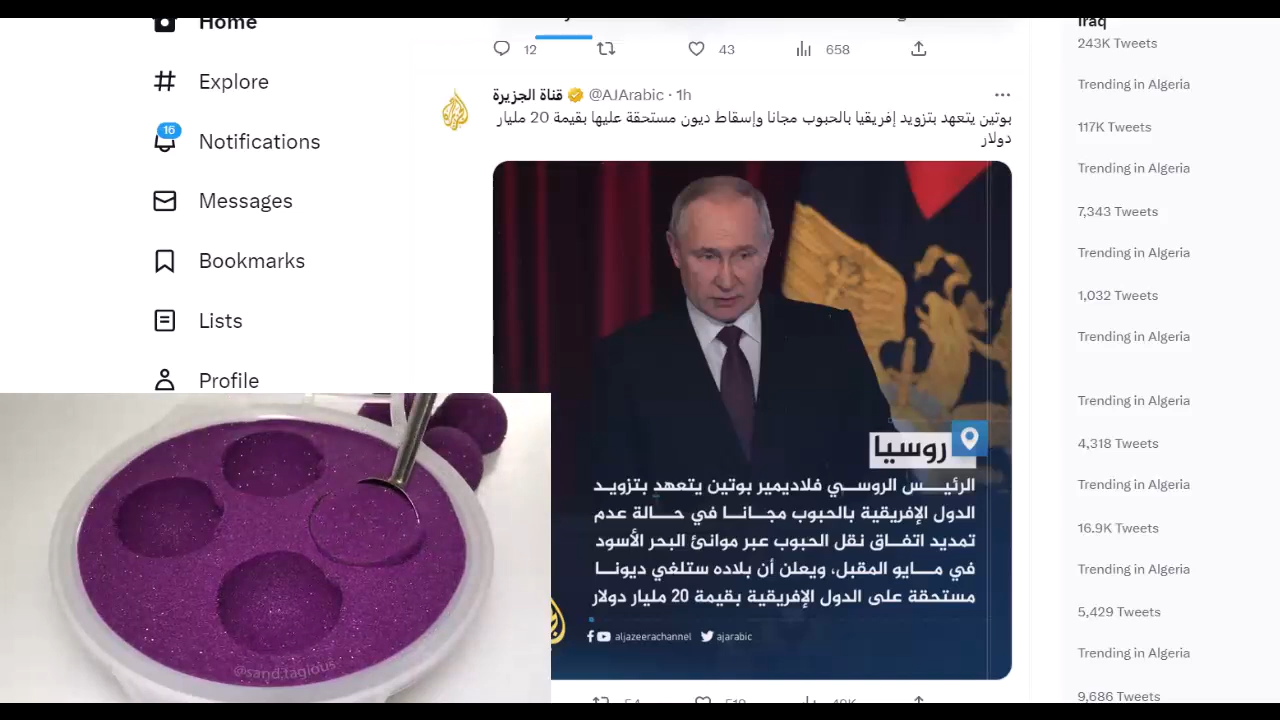 Home
Explore
16
Notifications
Messages
Bookmarks
Lists
Profile
12
43
658
قناة الجزيرة @AJArabic · 1h
بوتين يتعهد بتزويد إفريقيا بالحبوب مجانا وإسقاط ديون مستحقة عليها بقيمة 20 مليار
دولار
روسيا
الرئيس الروسي فلاديمير بوتين يتعهد بتزويد
الدول الإفريقية بالحبوب مجانا في حالة عدم
تمديد اتفاق نقل الحبوب عبر موانئ البحر الأسود
في مايو المقبل، ويعلن أن بلاده ستلغي ديونا
مستحقة على الدول الإفريقية بقيمة 20 مليار دولار
aljazeerachannel ajarabic
@sand.tagious
Iraq
243K Tweets
Trending in Algeria
117K Tweets
Trending in Algeria
7,343 Tweets
Trending in Algeria
1,032 Tweets
Trending in Algeria
Trending in Algeria
4,318 Tweets
Trending in Algeria
16.9K Tweets
Trending in Algeria
5,429 Tweets
Trending in Algeria
9,686 Tweets